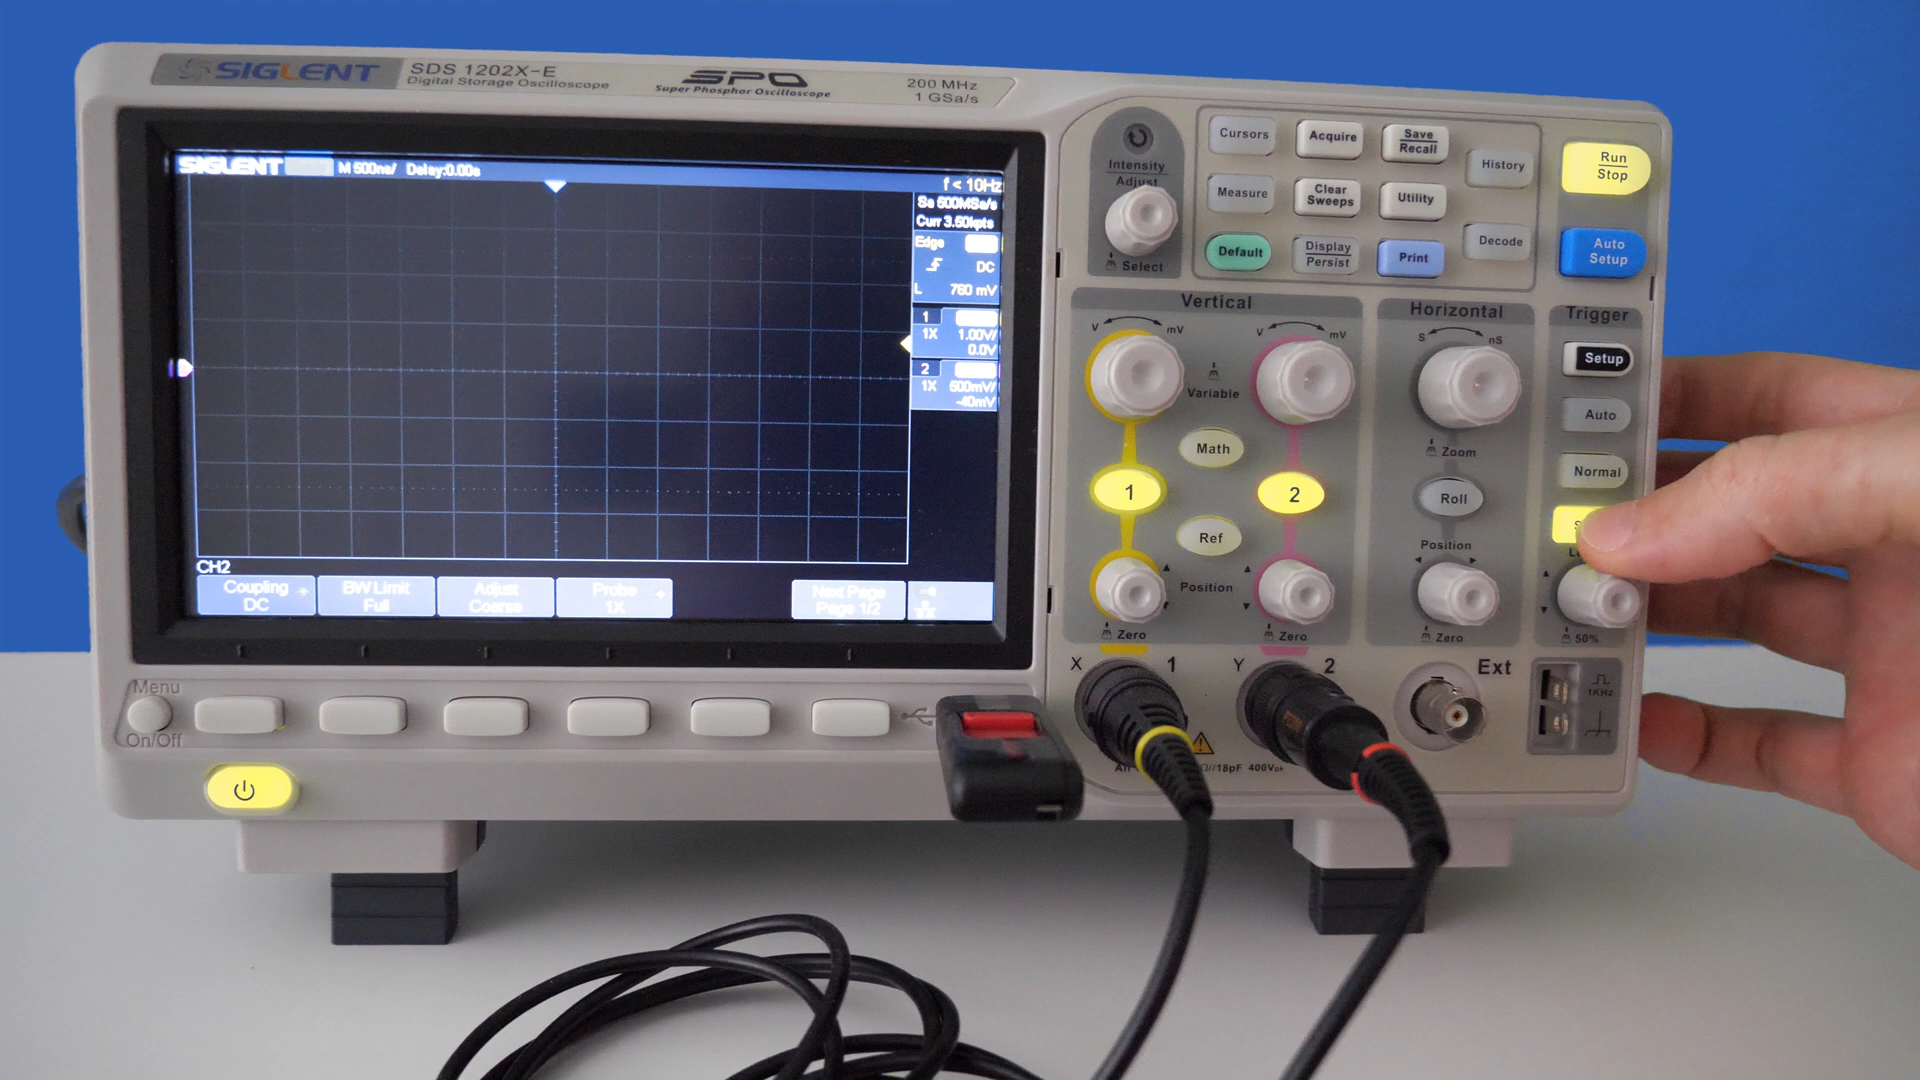 SIGLENT
SDS 1202X-E
Digital Storage Oscilloscope
SPO
Super Phosphor Oscilloscope
200 MHz
1 GSa/s
SIGLENT
M 500ns/ Delay:0.00s
f < 10Hz
Sa 500MSa/s
Curr 3.50kpts
Edge
DC
L 760 mV
1
1X 1.00V/
0.0V
2
1X 500mV/
-40mV
CH2
Coupling
DC
BW Limit
Full
Adjust
Coarse
Probe
1X
Next Page
Page 1/2
Menu
On/Off
Intensity
Adjust
Select
Cursors
Acquire
Save
Recall
History
Run
Stop
Measure
Clear
Sweeps
Utility
Default
Display
Persist
Print
Decode
Auto
Setup
Vertical
V mV
V mV
Variable
Math
1
2
Ref
Position
Zero
Zero
Horizontal
S nS
Zoom
Roll
Position
Zero
Trigger
Setup
Auto
Normal
50%
X 1
Y 2
Ext
1KHz
//18pF 400Vpk